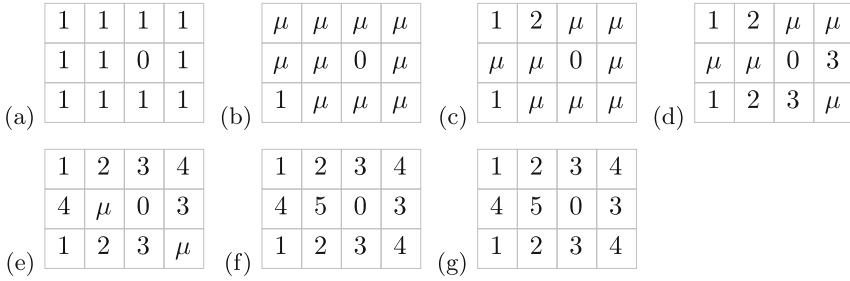 1 1 1 1 μ μ μ μ 1 2 μ μ 1 2 μ μ
1 1 0 1 μ μ 0 μ μ μ 0 μ μ μ 0 3
(a) 1 1 1 1 (b) 1 μ μ μ (c) 1 μ μ μ (d) 1 2 3 μ
1 2 3 4 1 2 3 4 1 2 3 4
4 μ 0 3 4 5 0 3 4 5 0 3
(e) 1 2 3 μ (f) 1 2 3 4 (g) 1 2 3 4